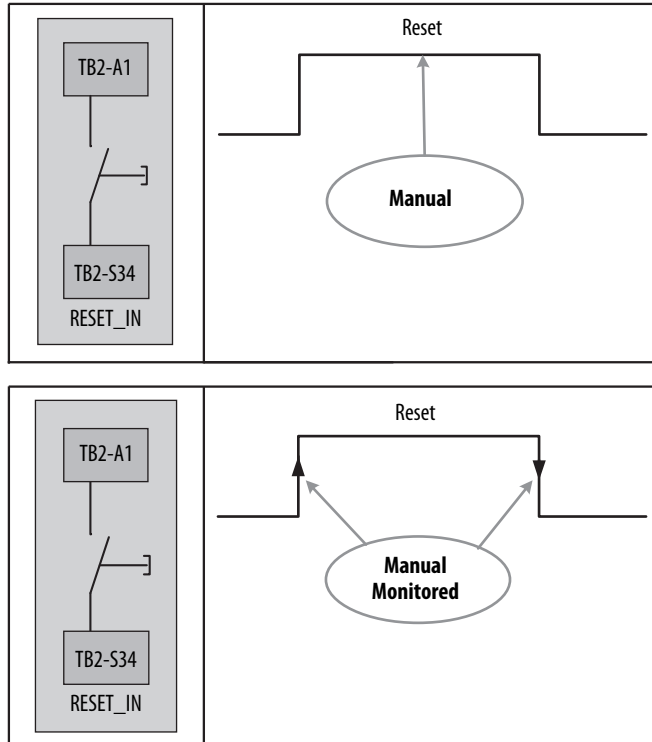 TB2-A1
TB2-S34
RESET_IN
Reset
Manual
TB2-A1
TB2-S34
RESET_IN
Reset
Manual
Monitored